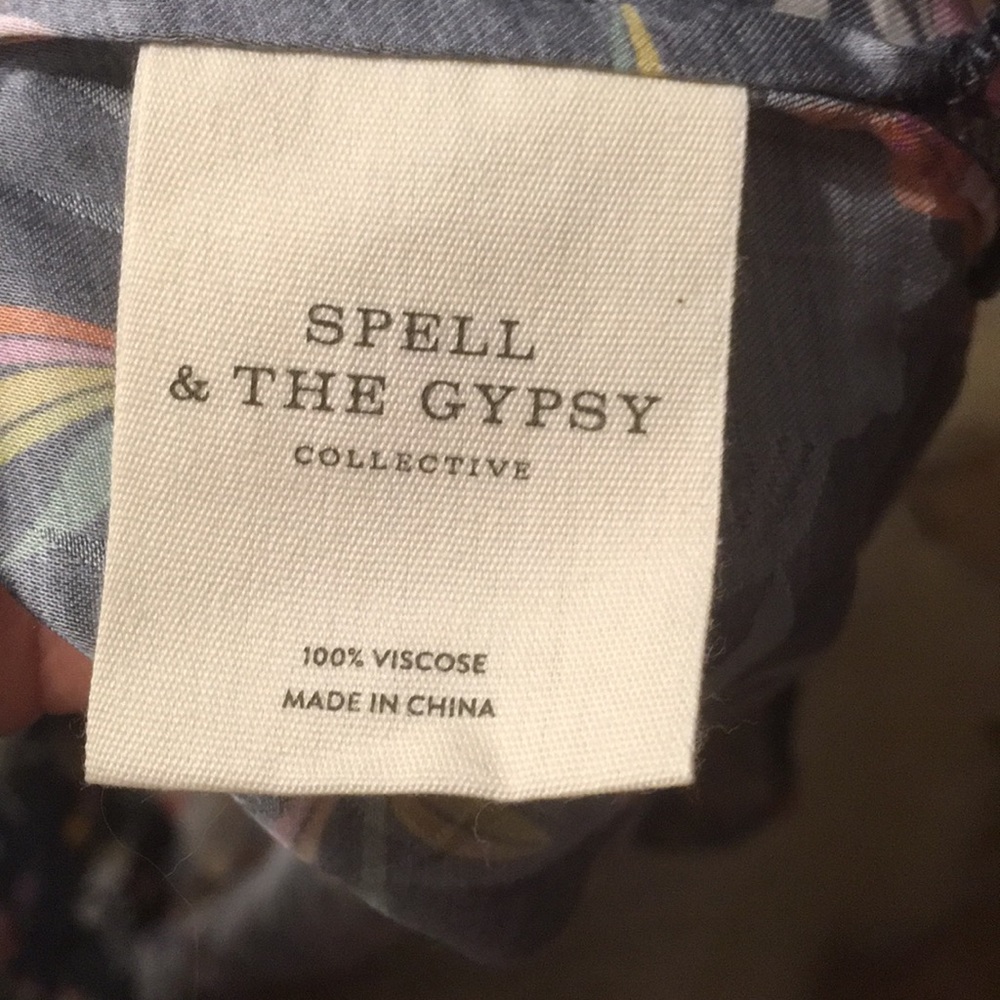 SPELL
& THE GYPSY
COLLECTIVE
100% VISCOSE
MADE IN CHINA